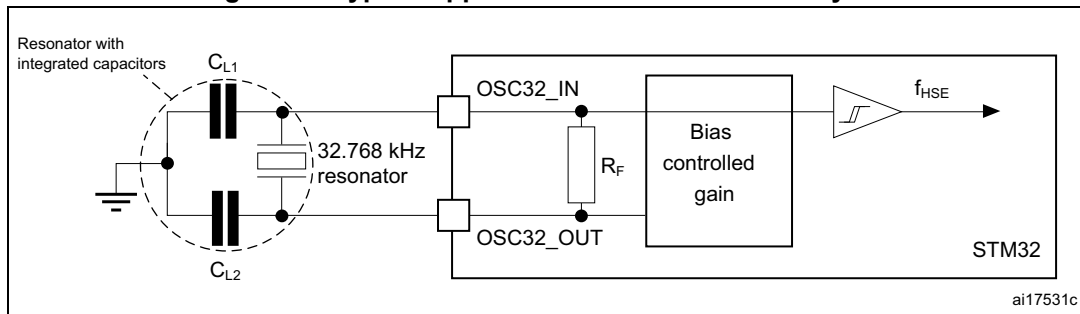 Resonator with
integrated capacitors
CL1
OSC32_IN
fHSE
32.768 kHz
resonator
RF
Bias
controlled
gain
OSC32_OUT
STM32
CL2
ai17531c